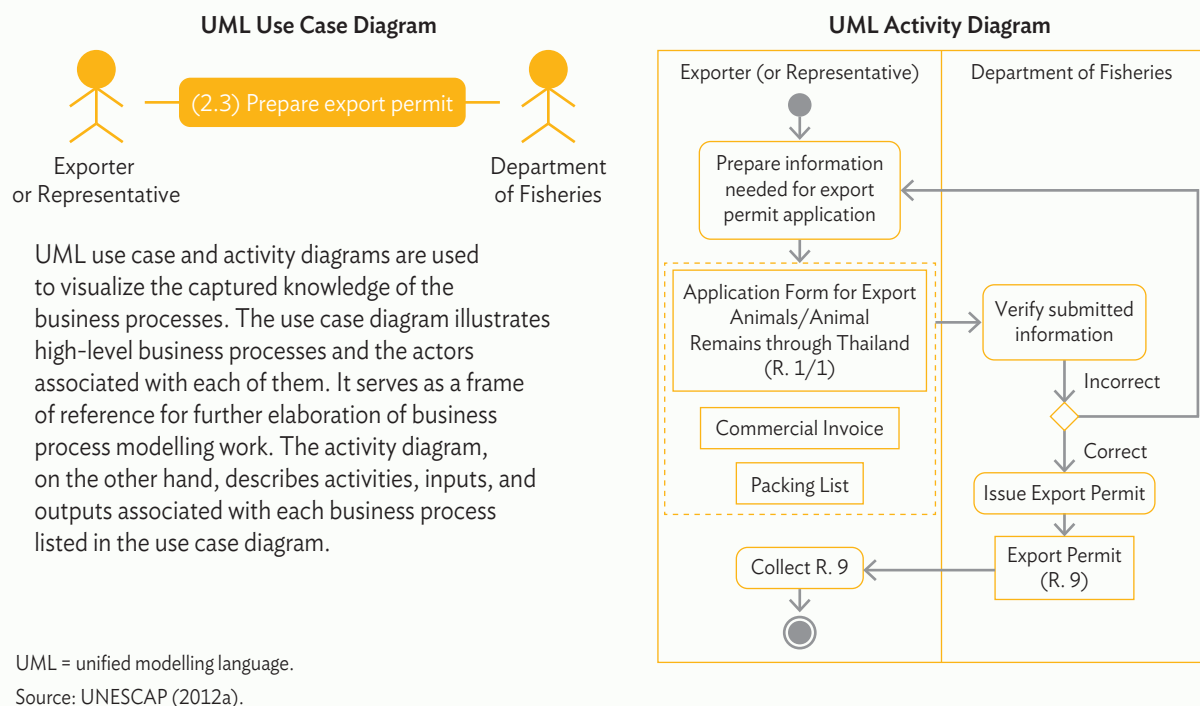 UML Use Case Diagram
(2.3) Prepare export permit
Exporter
or Representative
Department
of Fisheries
UML use case and activity diagrams are used
to visualize the captured knowledge of the
business processes. The use case diagram illustrates
high-level business processes and the actors
associated with each of them. It serves as a frame
of reference for further elaboration of business
process modelling work. The activity diagram,
on the other hand, describes activities, inputs, and
outputs associated with each business process
listed in the use case diagram.
UML Activity Diagram
Exporter (or Representative)
Department of Fisheries
Prepare information
needed for export
permit application
Application Form for Export
Animals/Animal
Remains through Thailand
(R. 1/1)
Commercial Invoice
Packing List
Verify submitted
information
Incorrect
Correct
Issue Export Permit
Export Permit
(R. 9)
Collect R. 9
UML = unified modelling language.
Source: UNESCAP (2012a).